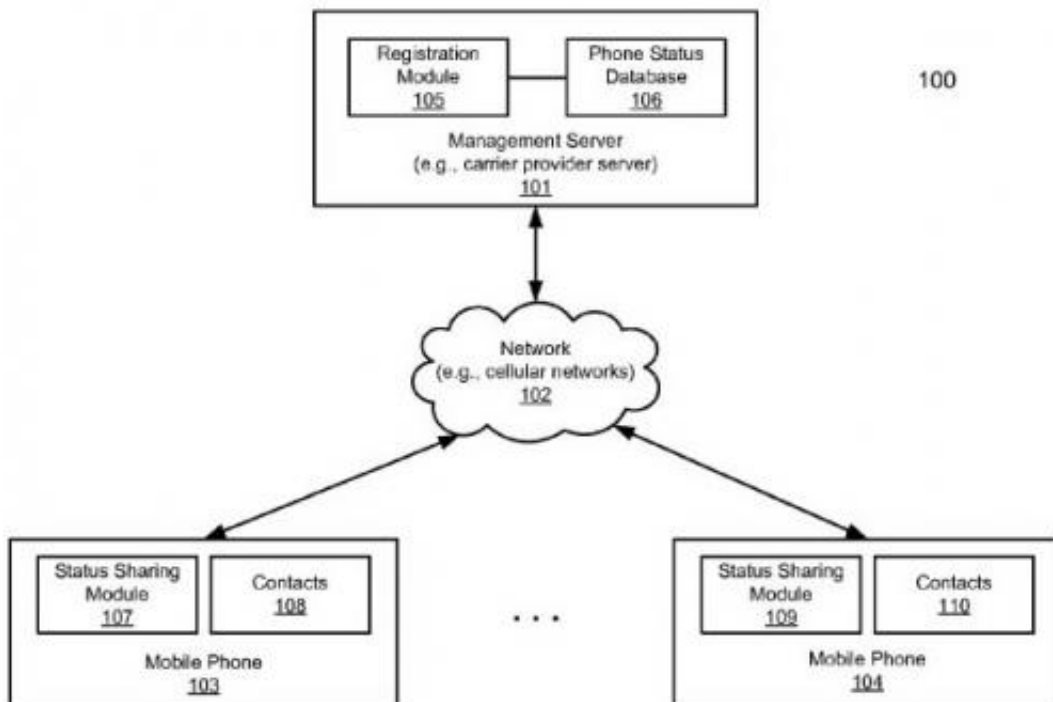 Registration
Module
105
Phone Status
Database
106
100
Management Server
(e.g., carrier provider server)
101
Network
(e.g., cellular networks)
102
Status Sharing
Module
107
Contacts
108
Mobile Phone
103
. . .
Status Sharing
Module
109
Contacts
110
Mobile Phone
104